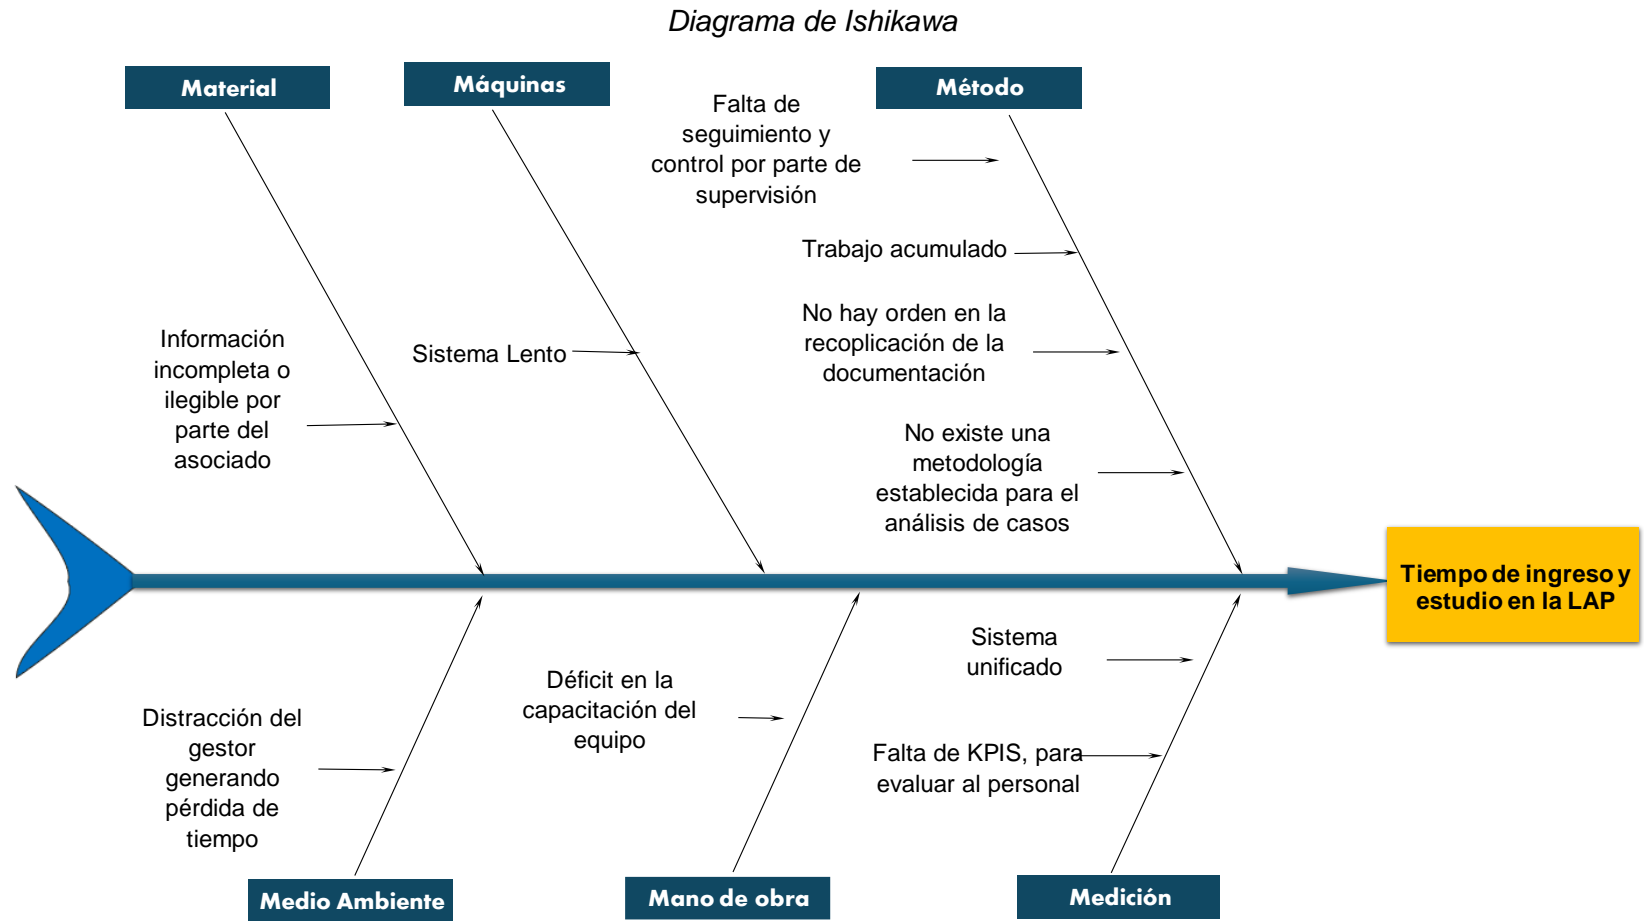 Diagrama de Ishikawa
Material
Máquinas
Método
Falta de
seguimiento y
control por parte de
supervisión
Trabajo acumulado
No hay orden en la
recoplicación de la
documentación
No existe una
metodología
establecida para el
análisis de casos
Sistema Lento
Información
incompleta o
ilegible por
parte del
asociado
Tiempo de ingreso y
estudio en la LAP
Distracción del
gestor
generando
pérdida de
tiempo
Déficit en la
capacitación del
equipo
Sistema
unificado
Falta de KPIS, para
evaluar al personal
Medio Ambiente
Mano de obra
Medición